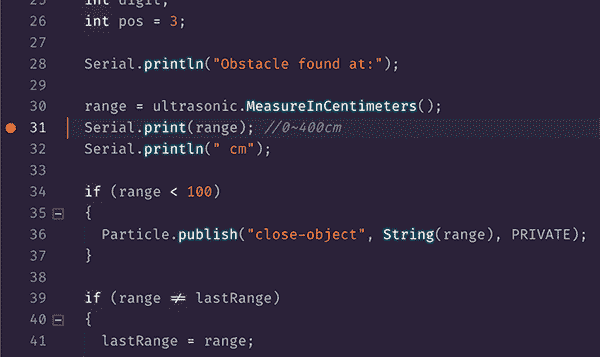 25 int digit;
26 int pos = 3;
27
28 Serial.println("Obstacle found at:");
29
30 range = ultrasonic.MeasureInCentimeters();
31 Serial.print(range); //0~400cm
32 Serial.println(" cm");
33
34 if (range < 100)
35 {
36 Particle.publish("close-object", String(range), PRIVATE);
37 }
38
39 if (range ≠ lastRange)
40 {
41 lastRange = range;